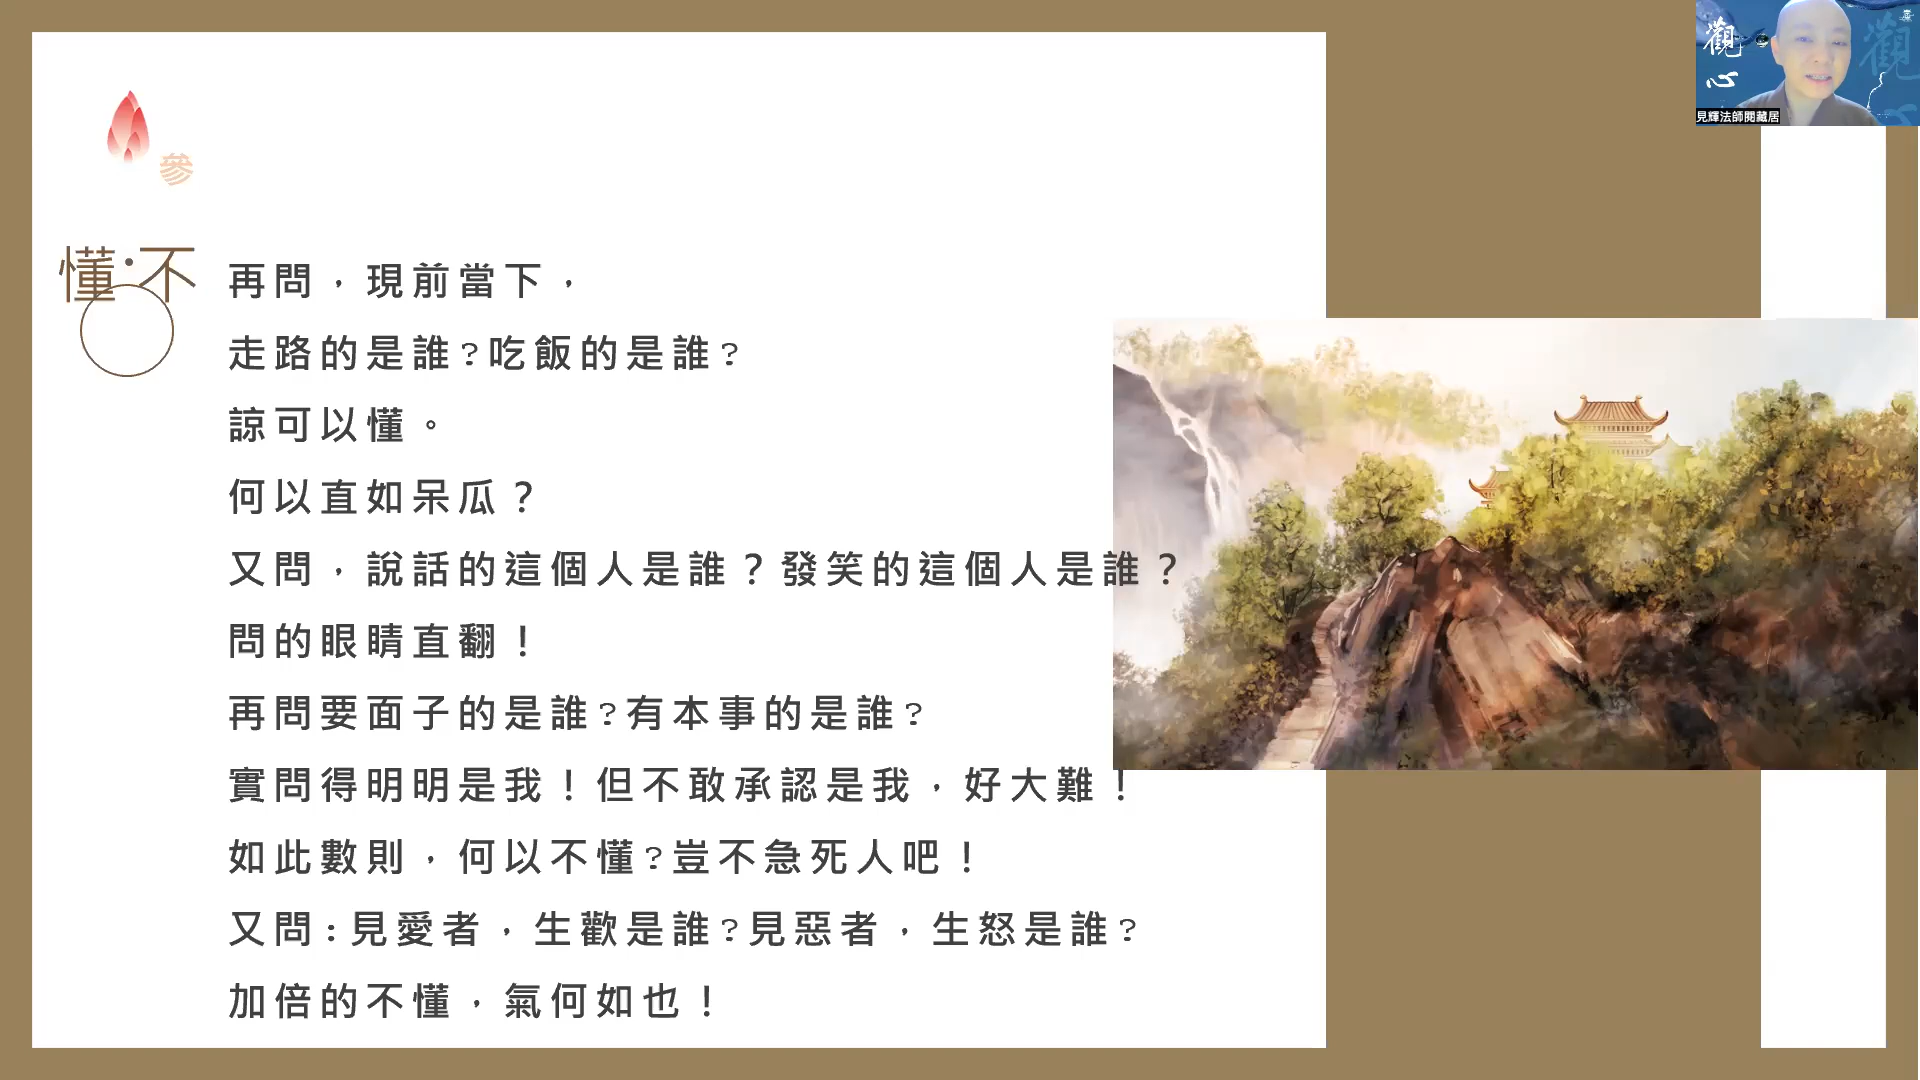 參
懂·不
再問，現前當下，
走路的是誰?吃飯的是誰?
諒可以懂。
何以直如呆瓜？
又問，說話的這個人是誰？發笑的這個人是誰？
問的眼睛直翻！
再問要面子的是誰?有本事的是誰?
實問得明明是我！但不敢承認是我，好大難！
如此數則，何以不懂?豈不急死人吧！
又問:見愛者，生歡是誰?見惡者，生怒是誰?
加倍的不懂，氣何如也！
觀
心
觀
見輝法師閱藏居